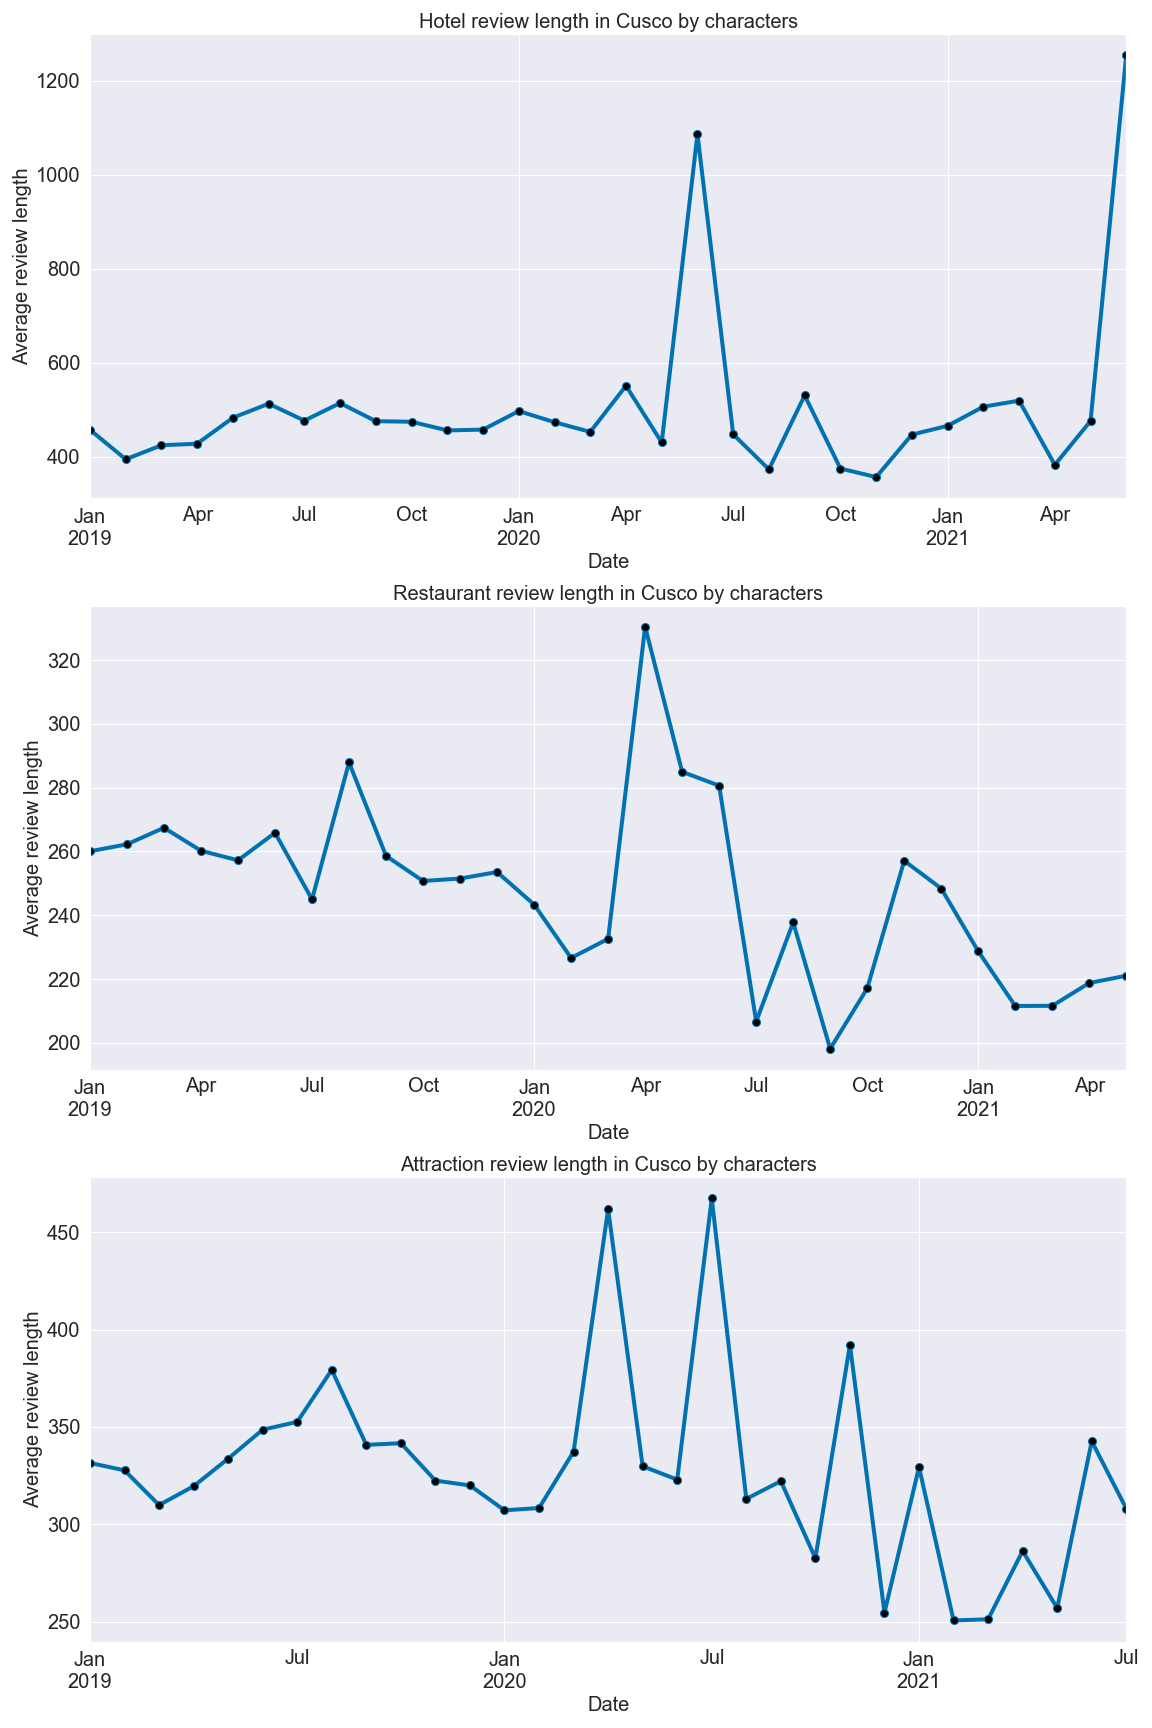 Hotel review length in Cusco by characters
1200
1000
800
600
400
Average review length
Jan Apr Jul Oct Jan Apr Jul Oct Jan Apr
2019 2020 2021
Date
Restaurant review length in Cusco by characters
320
300
280
260
240
220
200
Average review length
Jan Apr Jul Oct Jan Apr Jul Oct Jan Apr
2019 2020 2021
Date
Attraction review length in Cusco by characters
450
400
350
300
250
Average review length
Jan Jul Jan Jul Jan Jul
2019 2020 2021
Date